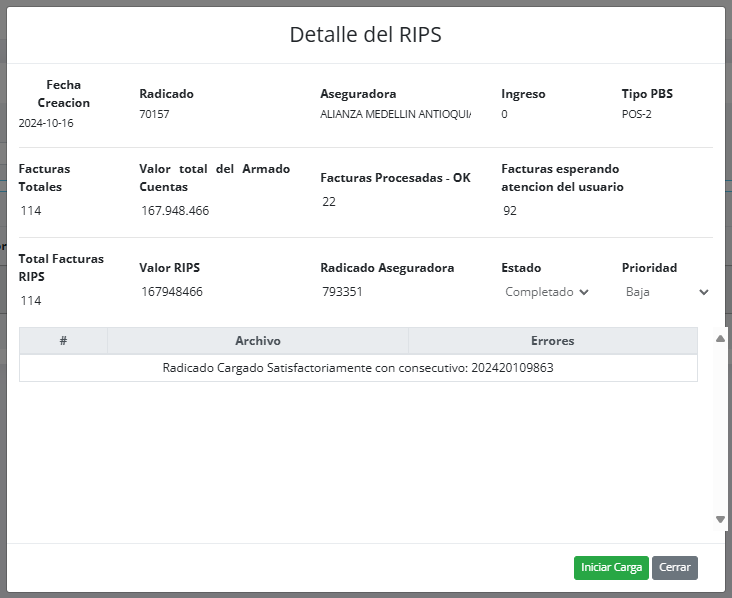 Detalle del RIPS
Fecha
Creacion
2024-10-16
Radicado
70157
Aseguradora
ALIANZA MEDELLIN ANTIOQUI
Ingreso
0
Tipo PBS
POS-2
Facturas
Totales
114
Valor total del Armado
Cuentas
167.948.466
Facturas Procesadas - OK
22
Facturas esperando
atencion del usuario
92
Total Facturas
RIPS
114
Valor RIPS
167948466
Radicado Aseguradora
793351
Estado
Completado
Prioridad
Baja
# Archivo Errores
Radicado Cargado Satisfactoriamente con consecutivo: 202420109863
Iniciar Carga Cerrar